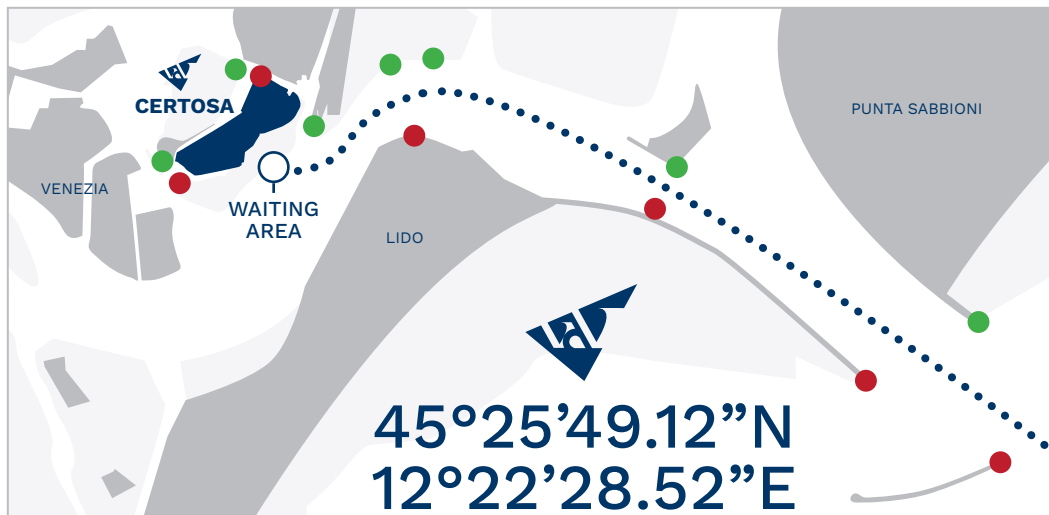 CERTOSA
PUNTA SABBIONI
VENEZIA
WAITING
AREA
LIDO
45°25’49.12”N
12°22’28.52”E